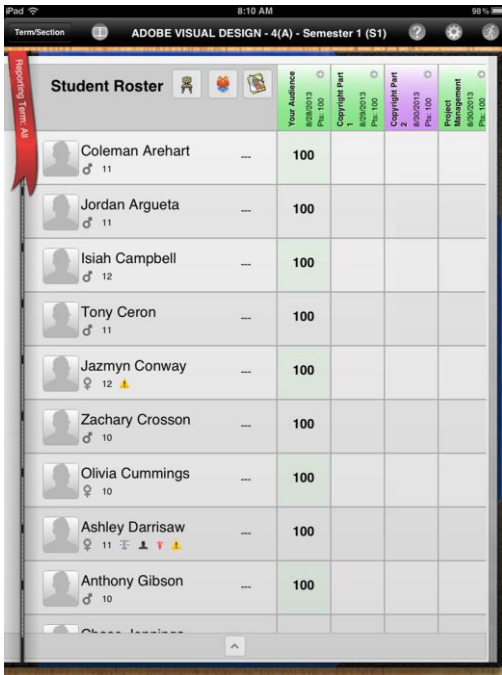 iPad
8:10 AM
98%
Term/Section
ADOBE VISUAL DESIGN - 4(A) - Semester 1 (S1)
?
Reporting Term: All
Student Roster
Your Audience
8/28/2013
Pts: 100
Copyright Part
1
8/29/2013
Pts: 100
Copyright Part
2
8/30/2013
Pts: 100
Project
Management
8/30/2013
Pts: 100
Coleman Arehart --- 100
♂ 11
Jordan Argueta --- 100
♂ 11
Isiah Campbell --- 100
♂ 12
Tony Ceron --- 100
♂ 11
Jazmyn Conway --- 100
♀ 12
Zachary Crosson --- 100
♂ 10
Olivia Cummings --- 100
♀ 10
Ashley Darrisaw --- 100
♀ 11
Anthony Gibson --- 100
♂ 10